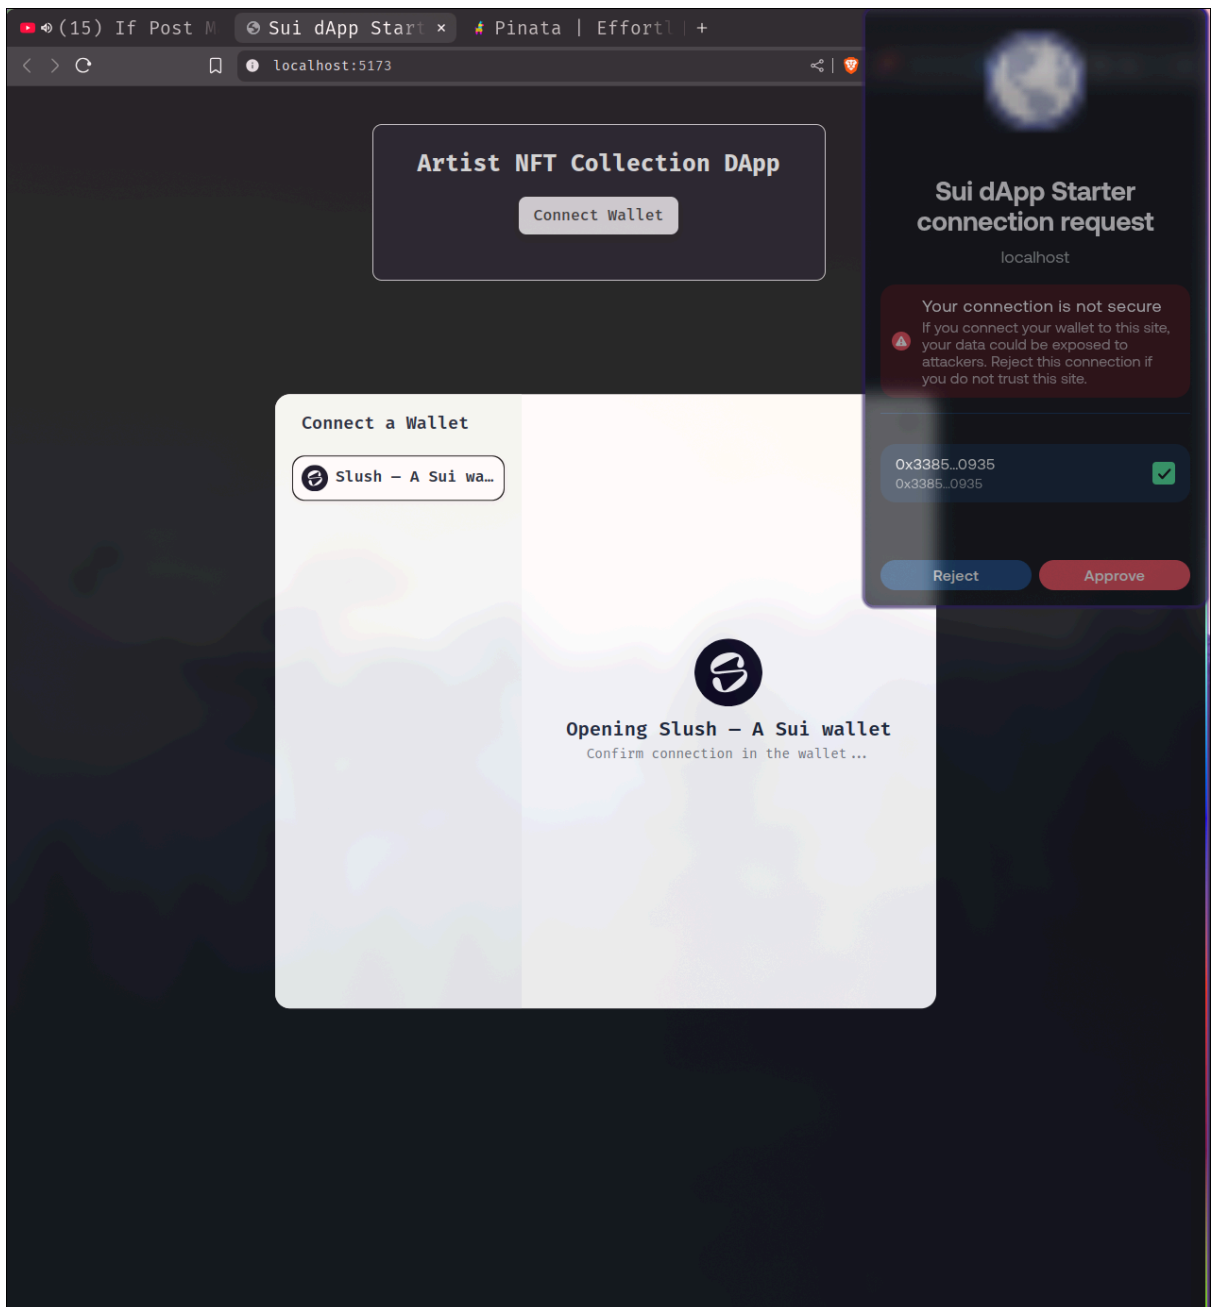 (15) If Post M
Sui dApp Start ×
Pinata | Effortl
+
localhost:5173
Artist NFT Collection DApp
Connect Wallet
Sui dApp Starter
connection request
localhost
Your connection is not secure
If you connect your wallet to this site,
your data could be exposed to
attackers. Reject this connection if
you do not trust this site.
0x3385...0935
0x3385...0935
Reject
Approve
Connect a Wallet
Slush — A Sui wa…
Opening Slush — A Sui wallet
Confirm connection in the wallet...